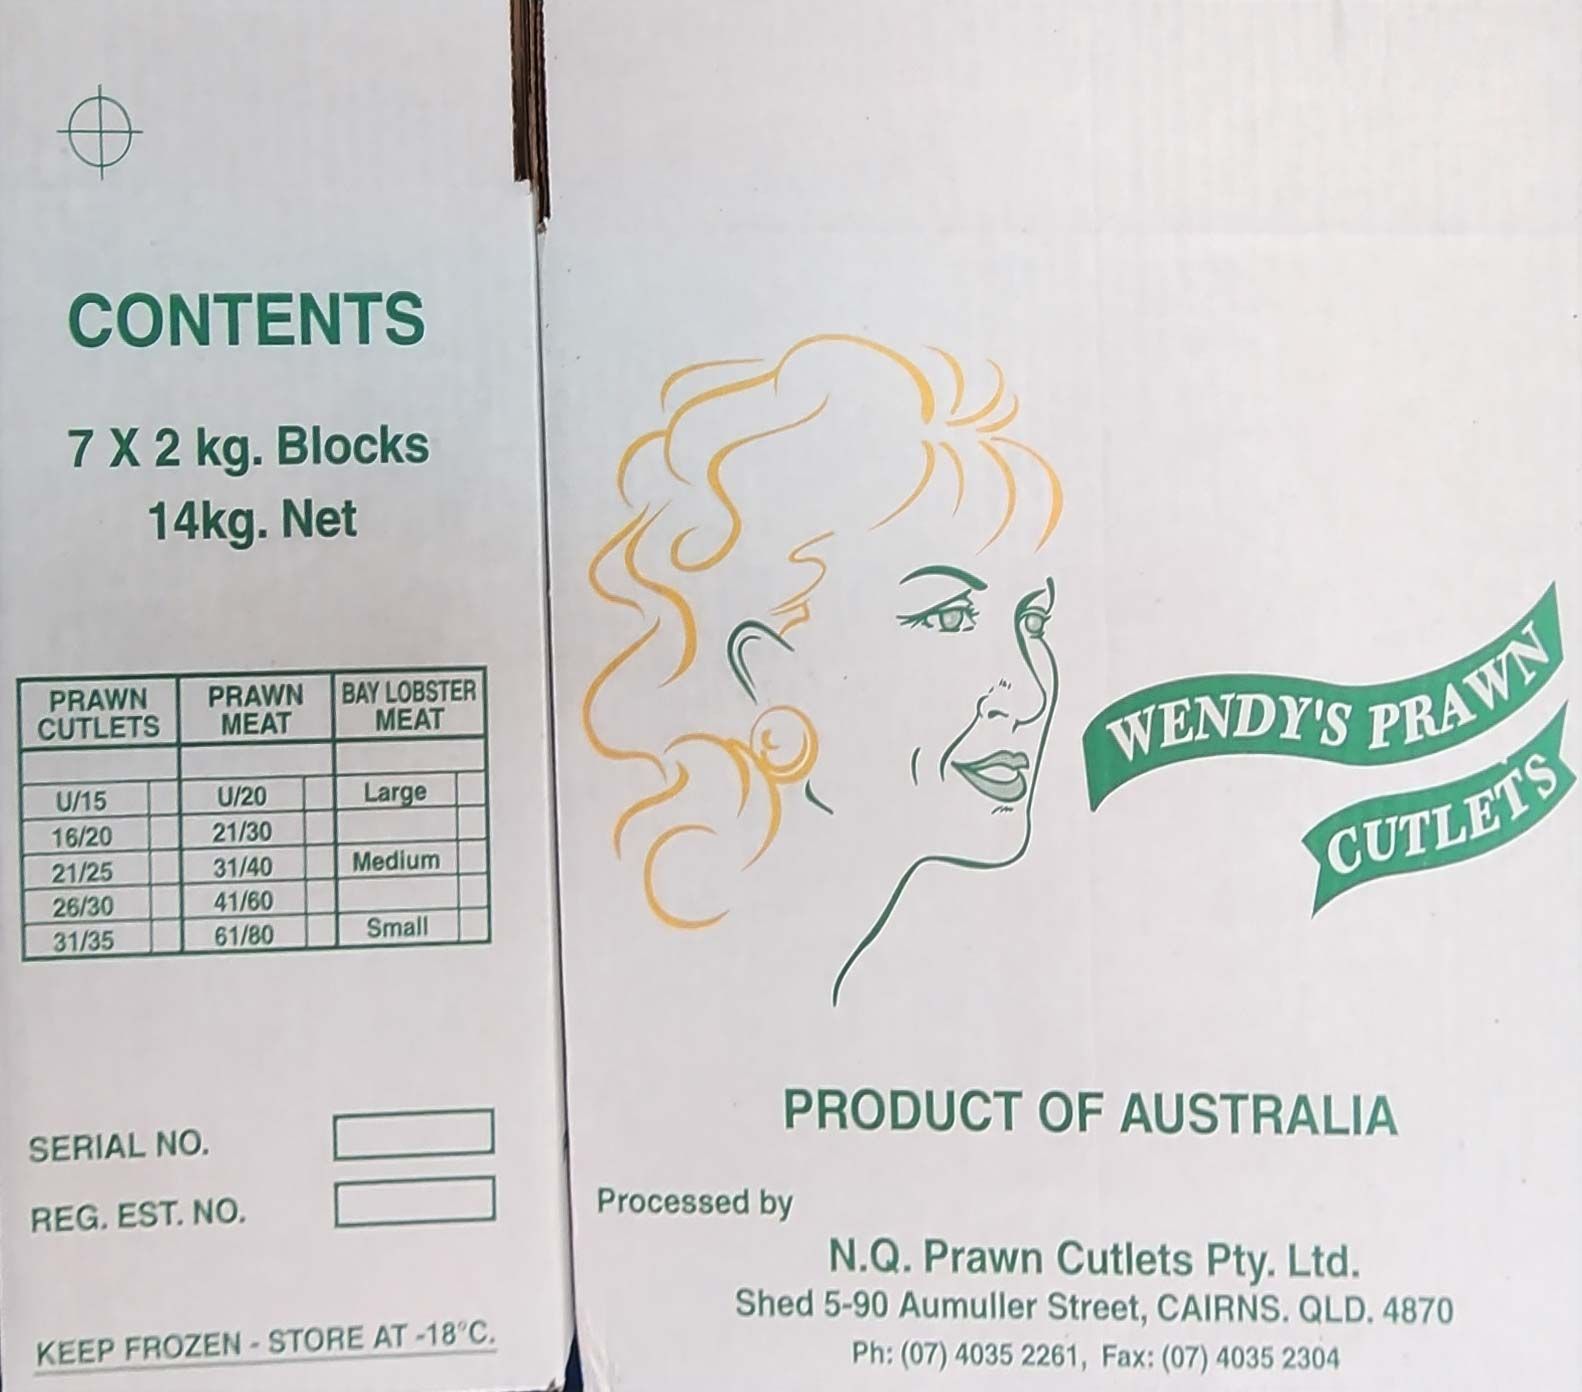 CONTENTS
7 X 2 kg. Blocks
14kg. Net
PRAWN CUTLETS PRAWN MEAT BAY LOBSTER MEAT
U/15 U/20 Large
16/20 21/30
21/25 31/40 Medium
26/30 41/60
31/35 61/80 Small
SERIAL NO.
REG. EST. NO.
KEEP FROZEN - STORE AT -18°C.
WENDY'S PRAWN
CUTLETS
PRODUCT OF AUSTRALIA
Processed by
N.Q. Prawn Cutlets Pty. Ltd.
Shed 5-90 Aumuller Street, CAIRNS. QLD. 4870
Ph: (07) 4035 2261, Fax: (07) 4035 2304